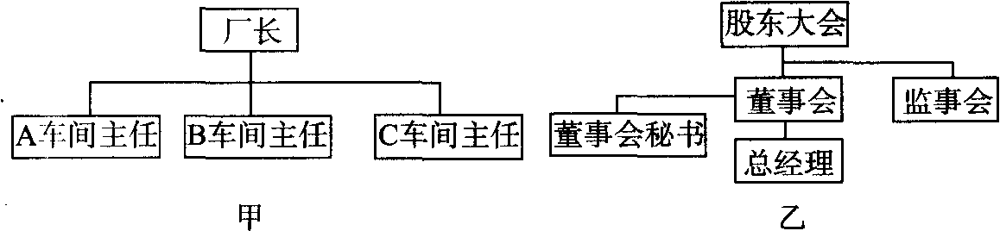 厂长
A车间主任
B车间主任
C车间主任
甲
股东大会
董事会
监事会
董事会秘书
总经理
乙